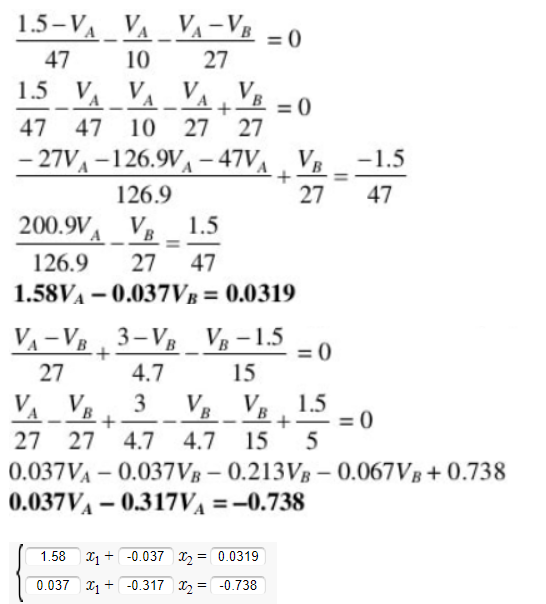 (1.5 − V_A)/47 − V_A/10 − (V_A − V_B)/27 = 0
1.5/47 − V_A/47 − V_A/10 − V_A/27 + V_B/27 = 0
(− 27V_A − 126.9V_A − 47V_A)/126.9 + V_B/27 = −1.5/47
200.9V_A/126.9 − V_B/27 = 1.5/47
1.58V_A − 0.037V_B = 0.0319
(V_A − V_B)/27 + (3 − V_B)/4.7 − (V_B − 1.5)/15 = 0
V_A/27 − V_B/27 + 3/4.7 − V_B/4.7 − V_B/15 + 1.5/5 = 0
0.037V_A − 0.037V_B − 0.213V_B − 0.067V_B + 0.738
0.037V_A − 0.317V_A = −0.738
1.58 x₁ + -0.037 x₂ = 0.0319
0.037 x₁ + -0.317 x₂ = -0.738